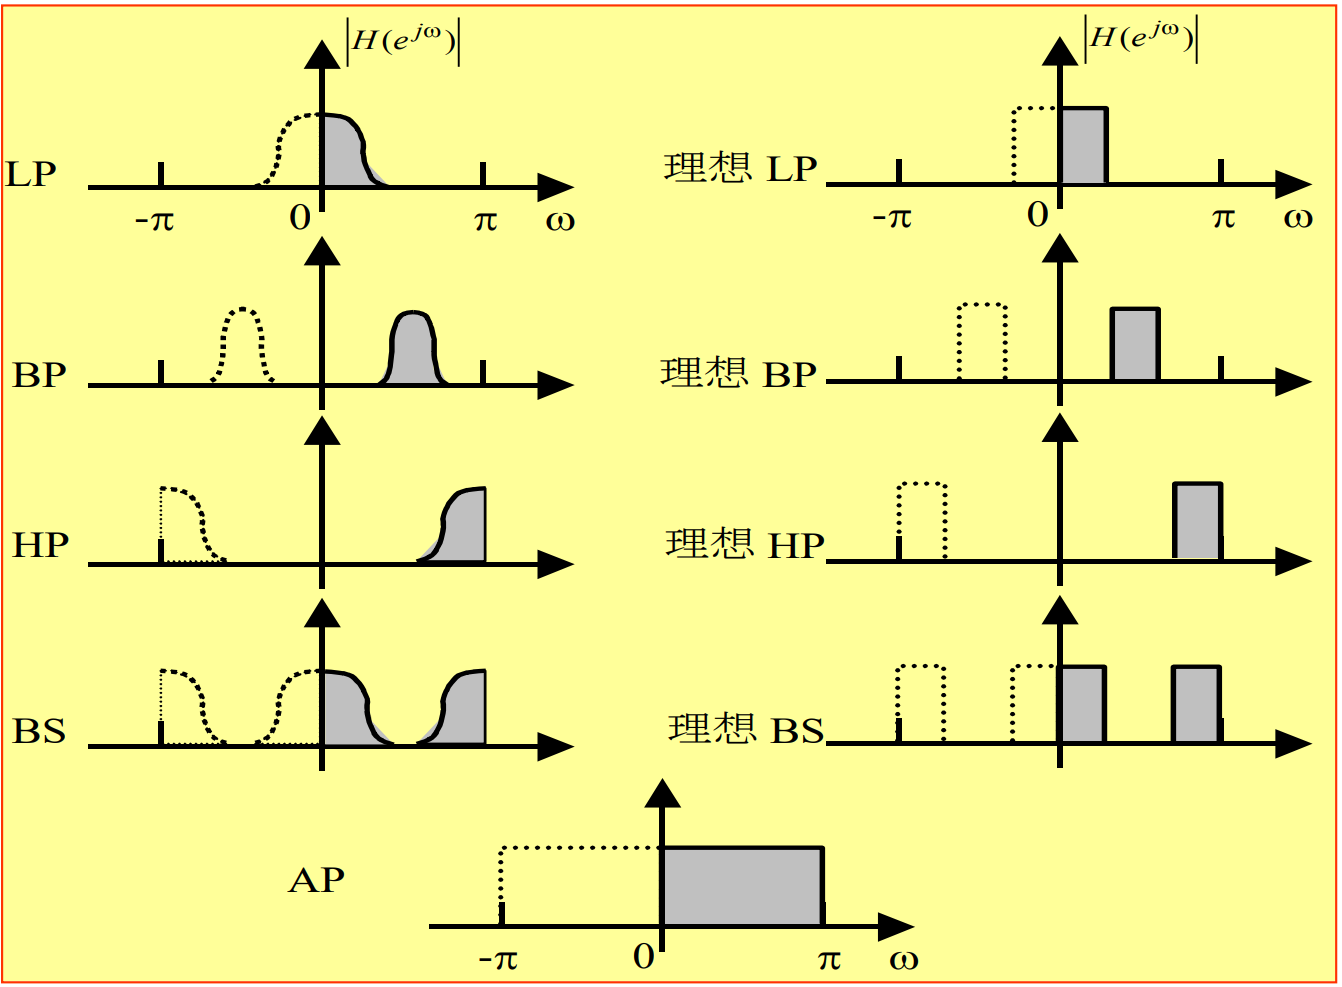 |H(e^{jω})|
|H(e^{jω})|
LP
理想 LP
-π 0 π ω
-π 0 π ω
BP
理想 BP
HP
理想 HP
BS
理想 BS
AP
-π 0 π ω